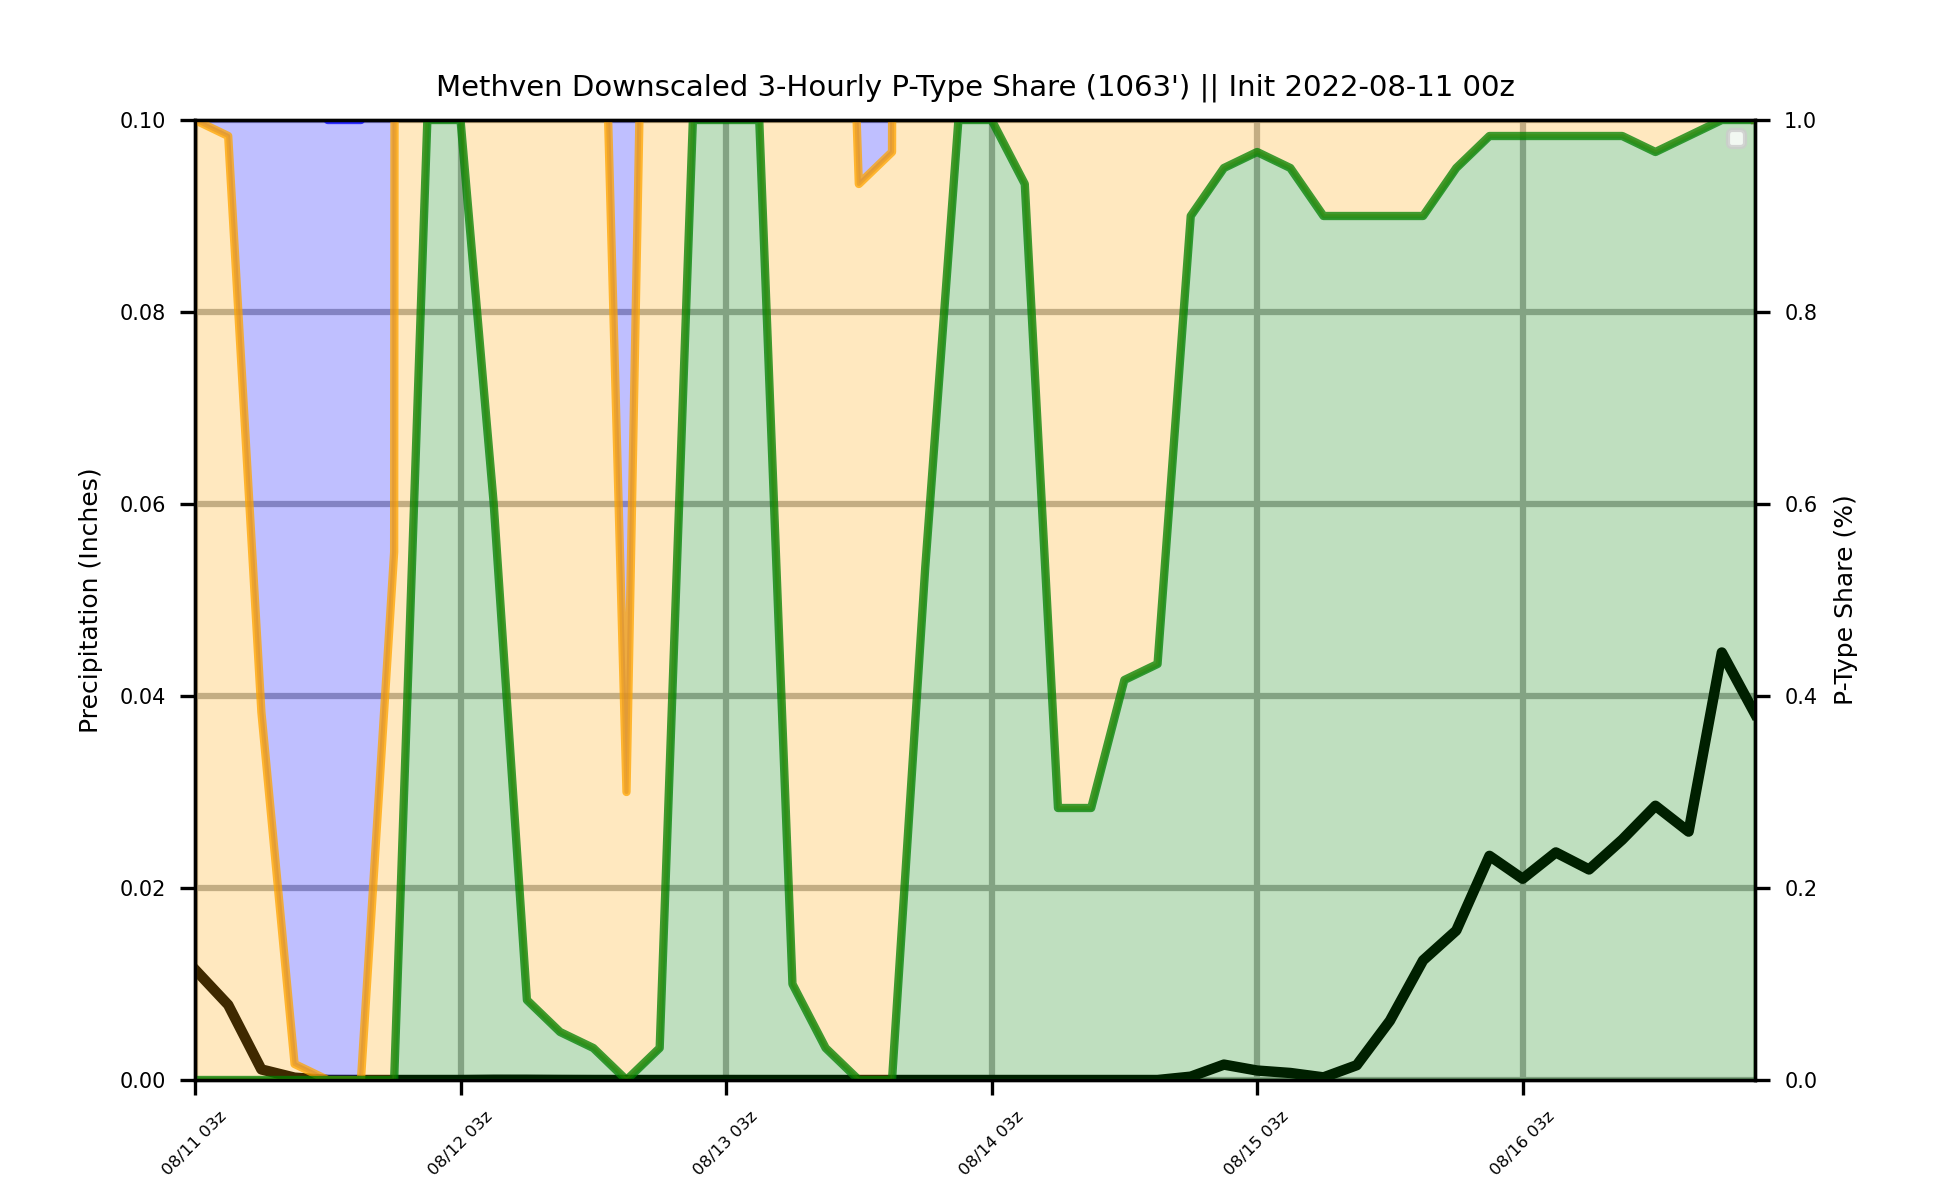 Methven Downscaled 3-Hourly P-Type Share (1063') || Init 2022-08-11 00z
0.10
0.08
0.06
0.04
0.02
0.00
Precipitation (Inches)
1.0
0.8
0.6
0.4
0.2
0.0
P-Type Share (%)
08/11 03z
08/12 03z
08/13 03z
08/14 03z
08/15 03z
08/16 03z